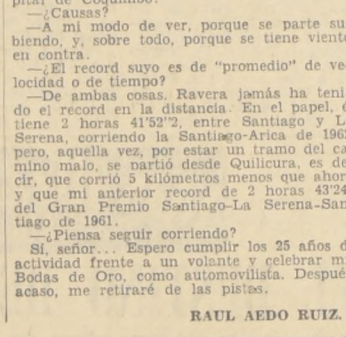 pital de Coquimbo.
—¿Causas?
—A mi modo de ver, porque se parte su-
biendo, y, sobre todo, porque se tiene viento
en contra.
—¿El record suyo es de "promedio" de ve-
locidad o de tiempo?
—De ambas cosas. Ravera jamás ha teni-
do el record en la distancia. En el papel,
tiene 2 horas 41'52"2, entre Santiago y L
Serena, corriendo la Santiago-Arica de 196
pero, aquella vez, por estar un tramo del ca
mino malo, se partió desde Quilicura, es de
cir, que corrió 5 kilómetros menos que ahor
y que mi anterior record de 2 horas 43'24
del Gran Premio Santiago-La Serena-San
tiago de 1961.
—¿Piensa seguir corriendo?
Sí, señor... Espero cumplir los 25 años d
actividad frente a un volante y celebrar mi
Bodas de Oro, como automovilista. Despué
acaso, me retiraré de las pistas.
RAUL AEDO RUIZ.